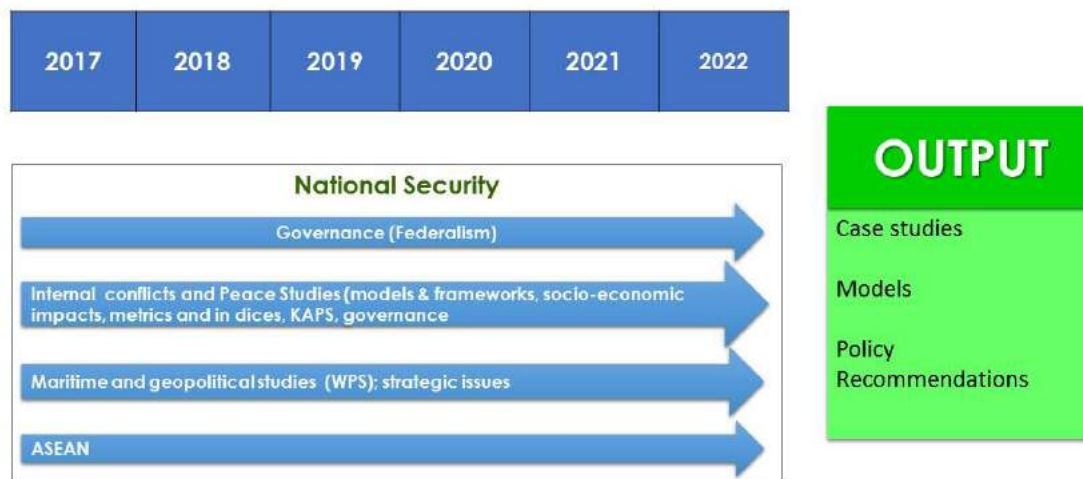 2017 2018 2019 2020 2021 2022
OUTPUT
National Security
Governance (Federalism)
Internal conflicts and Peace Studies (models & frameworks, socio-economic
impacts, metrics and in dices, KAPS, governance
Maritime and geopolitical studies (WPS); strategic issues
ASEAN
Case studies
Models
Policy
Recommendations